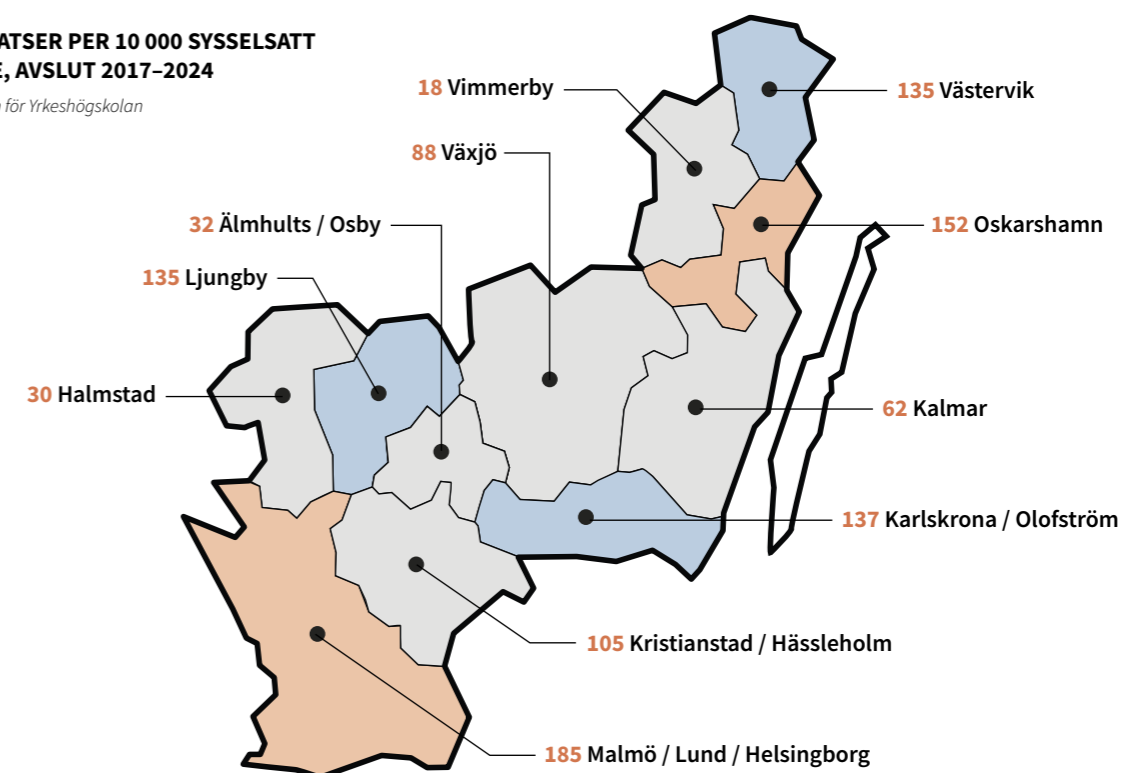 ATSER PER 10 000 SYSSELSATT
, AVSLUT 2017–2024
för Yrkeshögskolan
18 Vimmerby
135 Västervik
88 Växjö
32 Älmhults / Osby
152 Oskarshamn
135 Ljungby
30 Halmstad
62 Kalmar
137 Karlskrona / Olofström
105 Kristianstad / Hässleholm
185 Malmö / Lund / Helsingborg